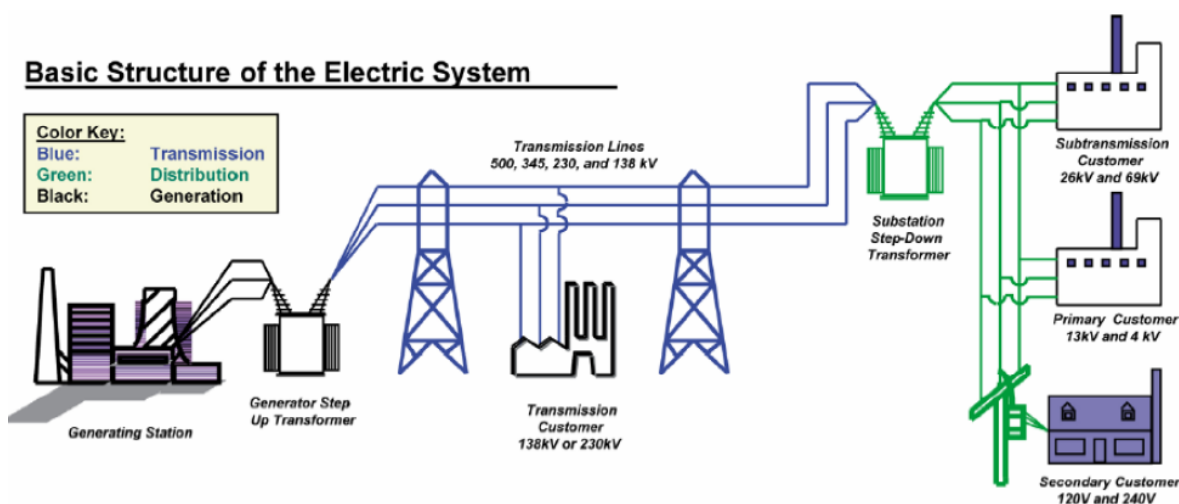 Basic Structure of the Electric System
Color Key:
Blue: Transmission
Green: Distribution
Black: Generation
Transmission Lines
500, 345, 230, and 138 kV
Generating Station
Generator Step
Up Transformer
Transmission
Customer
138kV or 230kV
Substation
Step-Down
Transformer
Subtransmission
Customer
26kV and 69kV
Primary Customer
13kV and 4 kV
Secondary Customer
120V and 240V